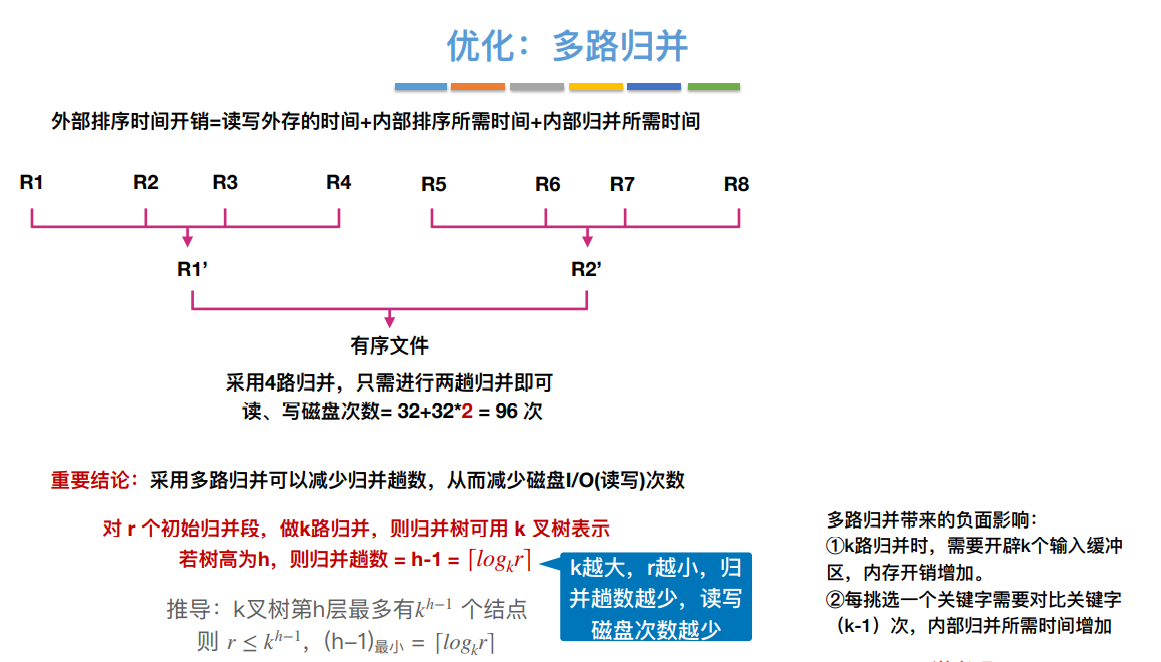 优化：多路归并
外部排序时间开销=读写外存的时间+内部排序所需时间+内部归并所需时间
R1 R2 R3 R4 R5 R6 R7 R8
R1’ R2’
有序文件
采用4路归并，只需进行两趟归并即可
读、写磁盘次数= 32+32*2 = 96 次
重要结论：采用多路归并可以减少归并趟数，从而减少磁盘I/O(读写)次数
对 r 个初始归并段，做k路归并，则归并树可用 k 叉树表示
若树高为h，则归并趟数 = h-1 = ⌈logₖr⌉
推导：k叉树第h层最多有kʰ⁻¹ 个结点
则 r ≤ kʰ⁻¹，(h−1)最小 = ⌈logₖr⌉
k越大，r越小，归
并趟数越少，读写
磁盘次数越少
多路归并带来的负面影响：
①k路归并时，需要开辟k个输入缓冲
区，内存开销增加。
②每挑选一个关键字需要对比关键字
（k-1）次，内部归并所需时间增加